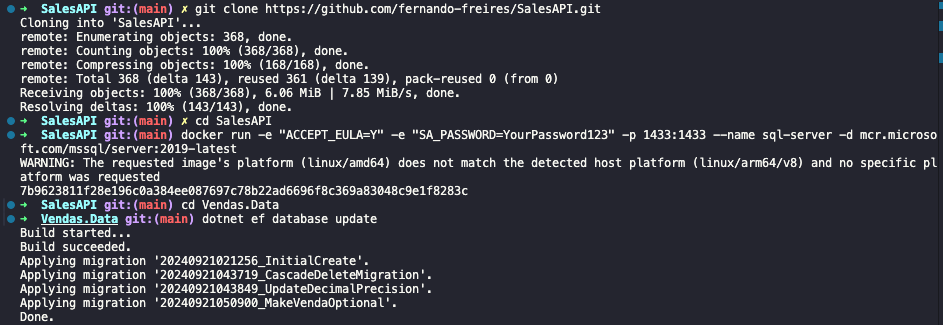 ➜ SalesAPI git:(main) ✗ git clone https://github.com/fernando-freires/SalesAPI.git
Cloning into 'SalesAPI'...
remote: Enumerating objects: 368, done.
remote: Counting objects: 100% (368/368), done.
remote: Compressing objects: 100% (168/168), done.
remote: Total 368 (delta 143), reused 361 (delta 139), pack-reused 0 (from 0)
Receiving objects: 100% (368/368), 6.06 MiB | 7.85 MiB/s, done.
Resolving deltas: 100% (143/143), done.
➜ SalesAPI git:(main) ✗ cd SalesAPI
➜ SalesAPI git:(main) docker run -e "ACCEPT_EULA=Y" -e "SA_PASSWORD=YourPassword123" -p 1433:1433 --name sql-server -d mcr.microso
ft.com/mssql/server:2019-latest
WARNING: The requested image's platform (linux/amd64) does not match the detected host platform (linux/arm64/v8) and no specific pl
atform was requested
7b9623811f28e196c0a384ee087697c78b22ad6696f8c369a83048c9e1f8283c
➜ SalesAPI git:(main) cd Vendas.Data
➜ Vendas.Data git:(main) dotnet ef database update
Build started...
Build succeeded.
Applying migration '20240921021256_InitialCreate'.
Applying migration '20240921043719_CascadeDeleteMigration'.
Applying migration '20240921043849_UpdateDecimalPrecision'.
Applying migration '20240921050900_MakeVendaOptional'.
Done.